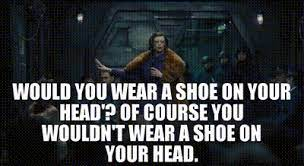 WOULD YOU WEAR A SHOE ON YOUR
HEAD'? OF COURSE YOU
WOULDN'T WEAR A SHOE ON
YOUR HEAD.